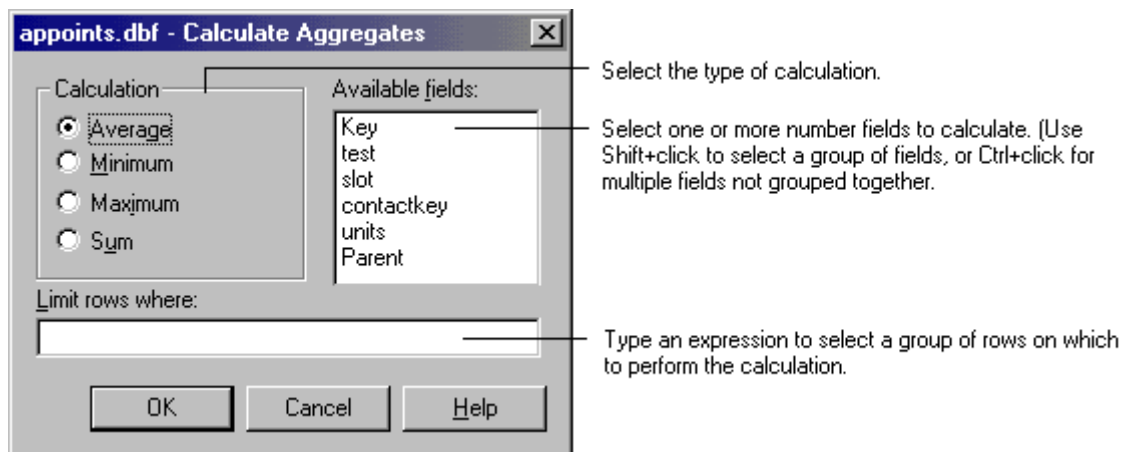 appoints.dbf - Calculate Aggregates
Calculation
Average
Minimum
Maximum
Sum
Available fields:
Key
test
slot
contactkey
units
Parent
Limit rows where:
OK
Cancel
Help
Select the type of calculation.
Select one or more number fields to calculate. (Use
Shift+click to select a group of fields, or Ctrl+click for
multiple fields not grouped together.
Type an expression to select a group of rows on which
to perform the calculation.